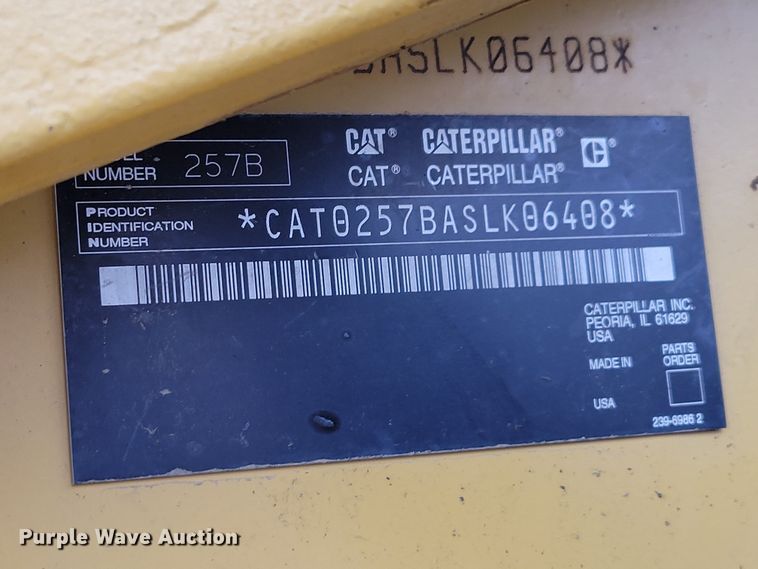 BASLK06408*
CAT® CATERPILLAR®
NUMBER 257B
CAT® CATERPILLAR®
PRODUCT
IDENTIFICATION
NUMBER
*CAT0257BASLK06408*
CATERPILLAR INC.
PEORIA, IL 61629
USA
MADE IN
USA
PARTS
ORDER
239-6986 2
Purple Wave Auction